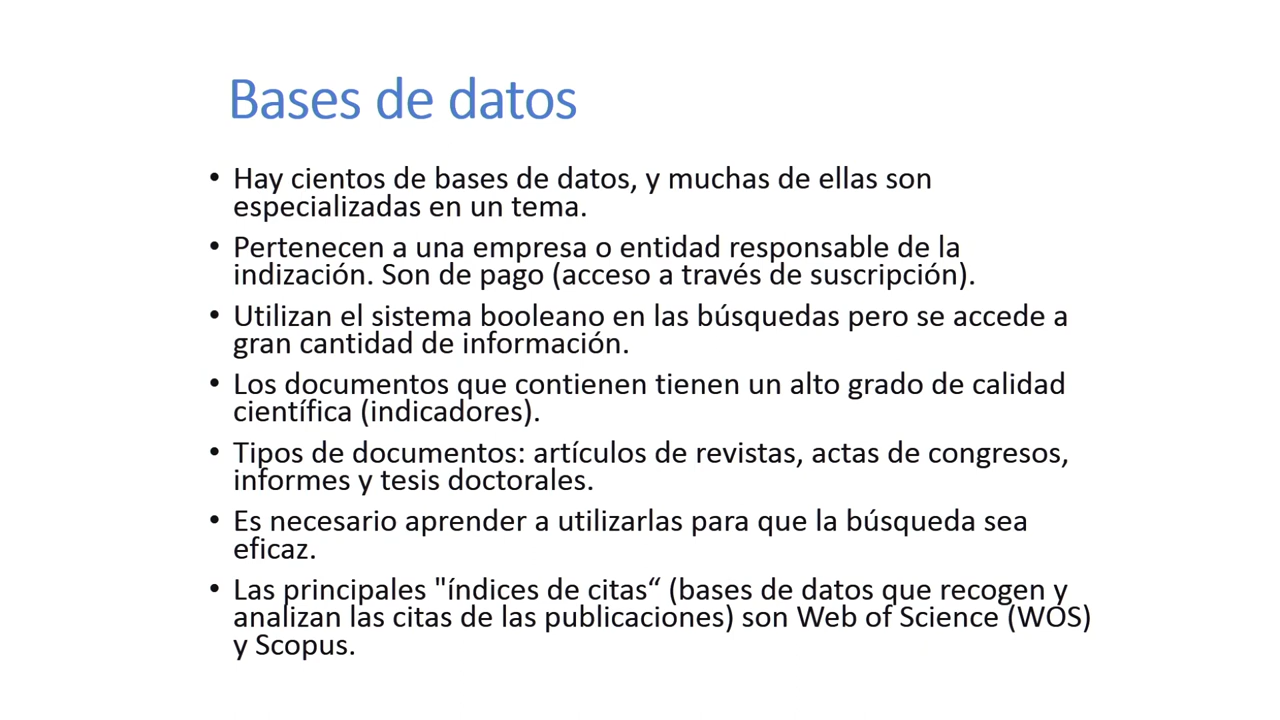 Bases de datos
• Hay cientos de bases de datos, y muchas de ellas son
especializadas en un tema.
• Pertenecen a una empresa o entidad responsable de la
indización. Son de pago (acceso a través de suscripción).
• Utilizan el sistema booleano en las búsquedas pero se accede a
gran cantidad de información.
• Los documentos que contienen tienen un alto grado de calidad
científica (indicadores).
• Tipos de documentos: artículos de revistas, actas de congresos,
informes y tesis doctorales.
• Es necesario aprender a utilizarlas para que la búsqueda sea
eficaz.
• Las principales "índices de citas“ (bases de datos que recogen y
analizan las citas de las publicaciones) son Web of Science (WOS)
y Scopus.